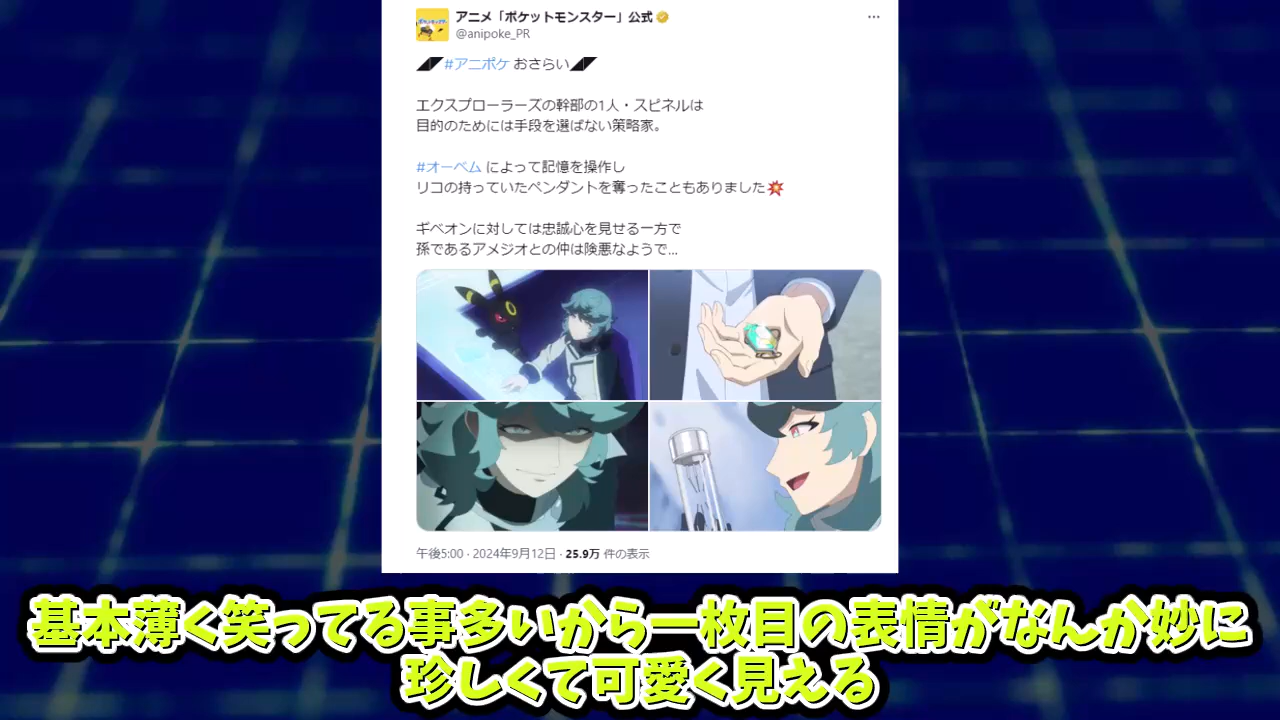 アニメ「ポケットモンスター」公式
@anipoke_PR
◢◤#アニポケ おさらい◢◤
エクスプローラーズの幹部の1人・スピネルは
目的のためには手段を選ばない策略家。
#オーベム によって記憶を操作し
リコの持っていたペンダントを奪ったこともありました💥
ギベオンに対しては忠誠心を見せる一方で
孫であるアメジオとの仲は険悪なようで...
午後5:00 · 2024年9月12日 · 25.9万 件の表示
基本薄く笑ってる事多いから一枚目の表情がなんか妙に
珍しくて可愛く見える